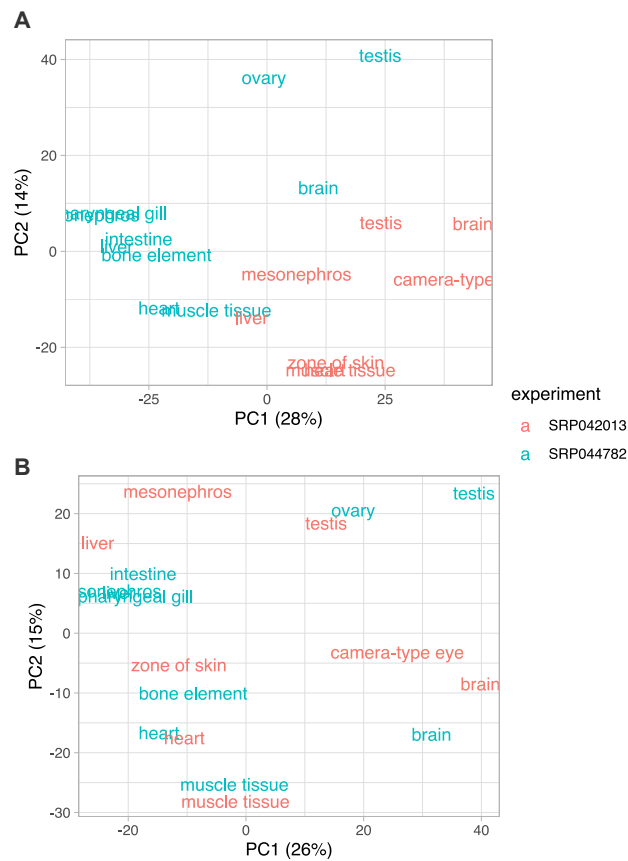 A
40
20
0
-20
PC2 (14%)
testis
ovary
brain
testis
brain
intestine
liver
bone element
mesonephros
camera-type
heart
muscle tissue
liver
zone of skin
muscle tissue
heart
-25
0
25
PC1 (28%)
experiment
a SRP042013
a SRP044782
B
20
10
0
-10
-20
-30
PC2 (15%)
mesonephros
testis
ovary
testis
liver
intestine
sonephros
liver
pharyngeal gill
camera-type eye
zone of skin
brain
bone element
heart
heart
brain
muscle tissue
muscle tissue
-20
0
20
40
PC1 (26%)